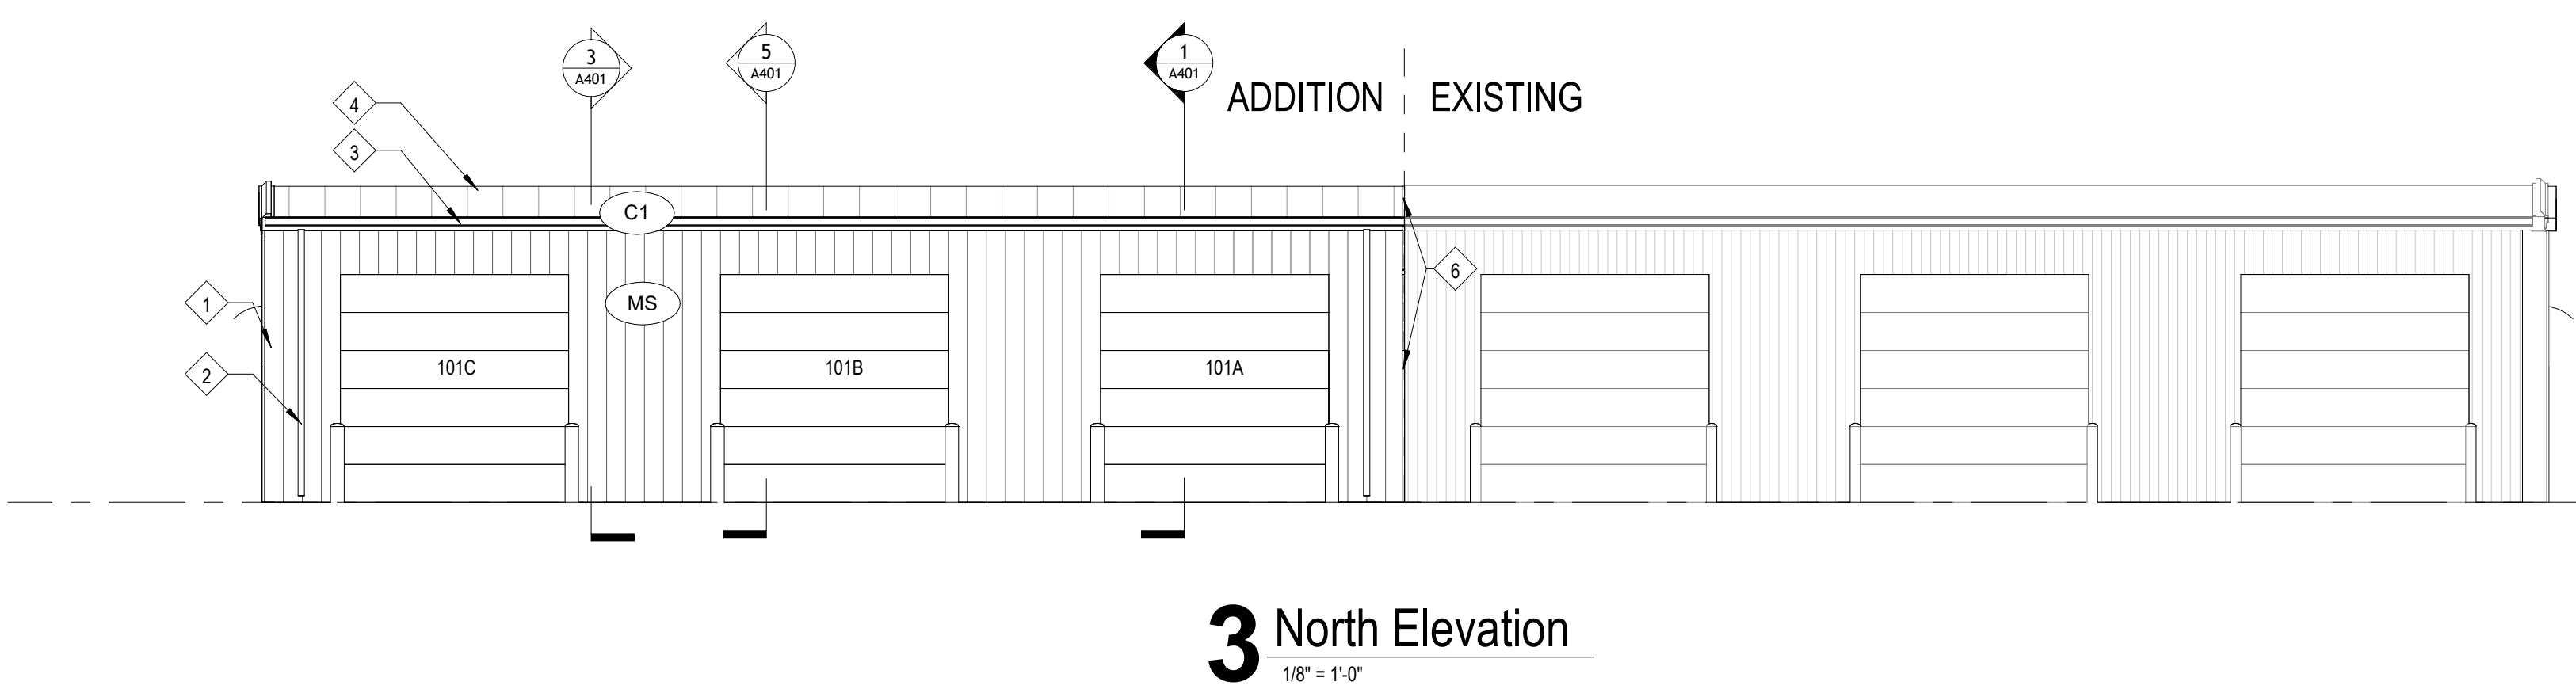 3
A401
5
A401
1
A401
ADDITION
EXISTING
4
3
C1
6
1
MS
2
101C
101B
101A
3 North Elevation
1/8" = 1'-0"